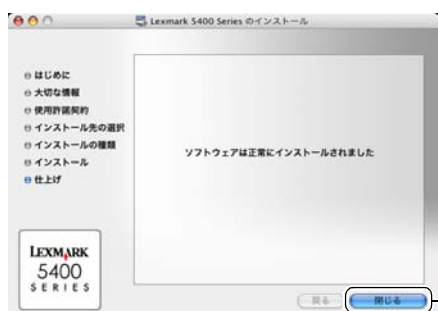 Lexmark 5400 Series のインストール
はじめに
大切な情報
使用許諾契約
インストール先の選択
インストールの種類
インストール
仕上げ
ソフトウェアは正常にインストールされました
LEXMARK
5400
SERIES
戻る
閉じる